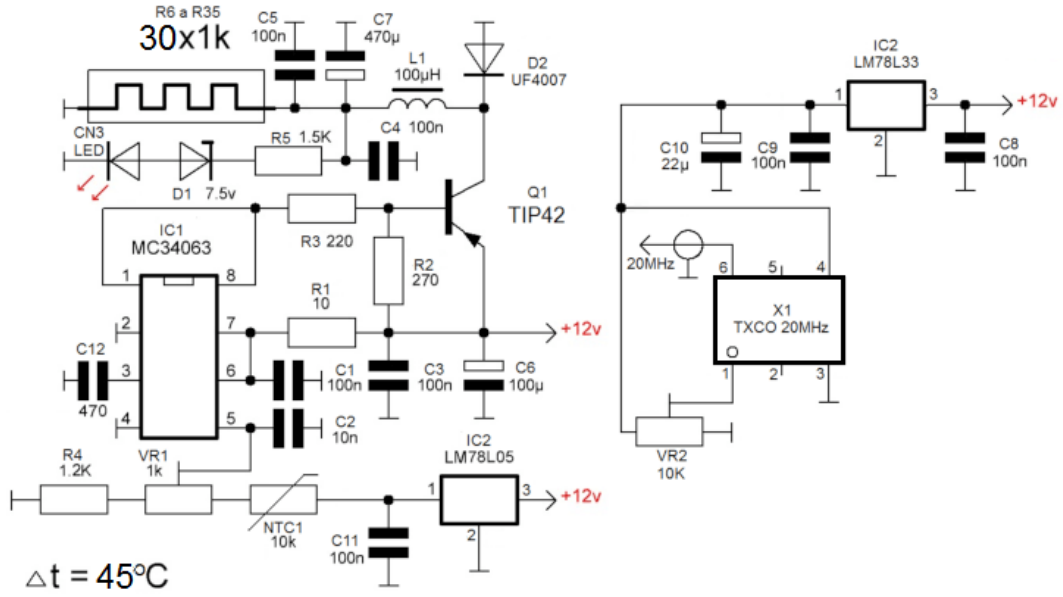 R6 a R35
30x1k
C5
100n
C7
470µ
L1
100µH
D2
UF4007
100n
C4
CN3
LED
R5 1.5K
D1 7.5v
IC1
MC34063
R3 220
Q1
TIP42
R2
270
R1
10
1
8
2
7
3
6
4
5
+12v
C12
470
C1
100n
C2
10n
C3
100n
C6
100µ
R4
1.2K
VR1
1k
NTC1
10k
C11
100n
IC2
LM78L05
1
3
2
+12v
△t = 45ºC
IC2
LM78L33
1
3
2
+12v
C10
22µ
C9
100n
C8
100n
20MHz
6
5
4
X1
TXCO 20MHz
1
2
3
VR2
10K